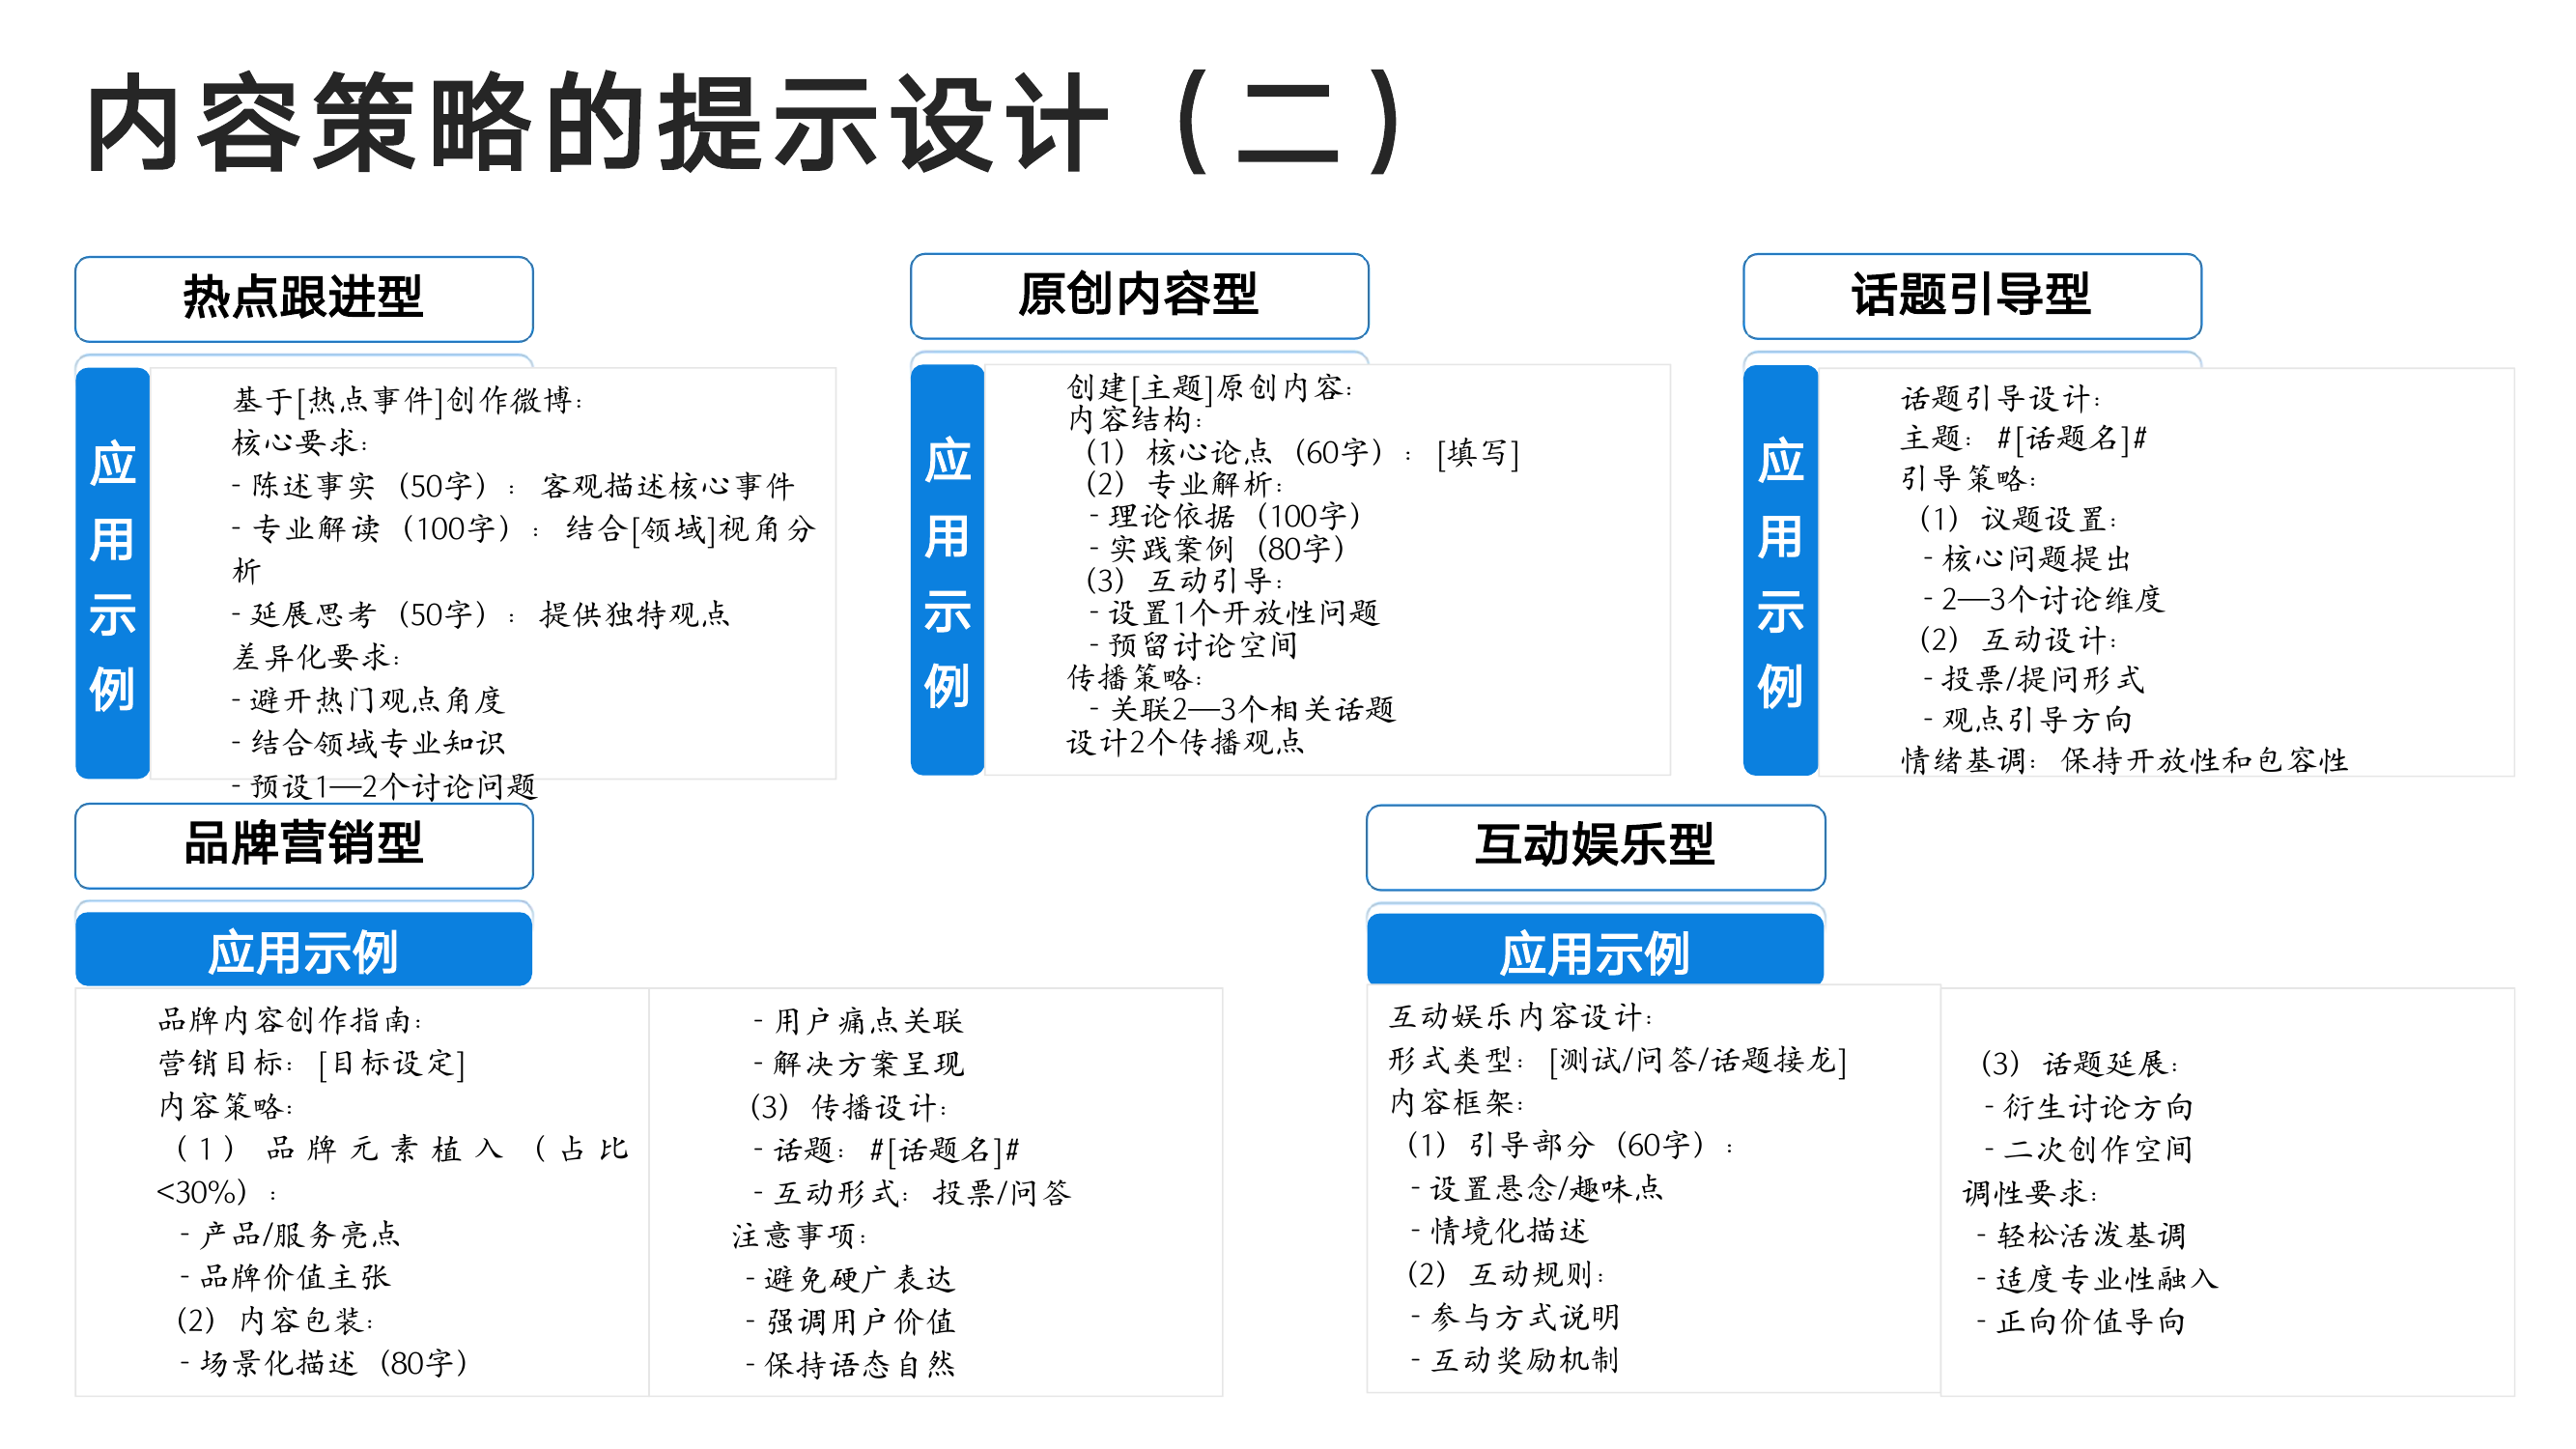 内容策略的提示设计（二）
热点跟进型
应用示例
基于[热点事件]创作微博：
核心要求：
- 陈述事实（50字）：客观描述核心事件
- 专业解读（100字）：结合[领域]视角分
析
- 延展思考（50字）：提供独特观点
差异化要求：
- 避开热门观点角度
- 结合领域专业知识
- 预设1—2个讨论问题
原创内容型
应用示例
创建[主题]原创内容：
内容结构：
（1）核心论点（60字）：[填写]
（2）专业解析：
- 理论依据（100字）
- 实践案例（80字）
（3）互动引导：
- 设置1个开放性问题
- 预留讨论空间
传播策略：
- 关联2—3个相关话题
设计2个传播观点
话题引导型
应用示例
话题引导设计：
主题：#[话题名]#
引导策略：
（1）议题设置：
- 核心问题提出
- 2—3个讨论维度
（2）互动设计：
- 投票/提问形式
- 观点引导方向
情绪基调：保持开放性和包容性
品牌营销型
应用示例
品牌内容创作指南：
营销目标：[目标设定]
内容策略：
（1）品牌元素植入（占比
<30%）：
- 产品/服务亮点
- 品牌价值主张
（2）内容包装：
- 场景化描述（80字）
- 用户痛点关联
- 解决方案呈现
（3）传播设计：
- 话题：#[话题名]#
- 互动形式：投票/问答
注意事项：
- 避免硬广表达
- 强调用户价值
- 保持语态自然
互动娱乐型
应用示例
互动娱乐内容设计：
形式类型：[测试/问答/话题接龙]
内容框架：
（1）引导部分（60字）：
- 设置悬念/趣味点
- 情境化描述
（2）互动规则：
- 参与方式说明
- 互动奖励机制
（3）话题延展：
- 衍生讨论方向
- 二次创作空间
调性要求：
- 轻松活泼基调
- 适度专业性融入
- 正向价值导向